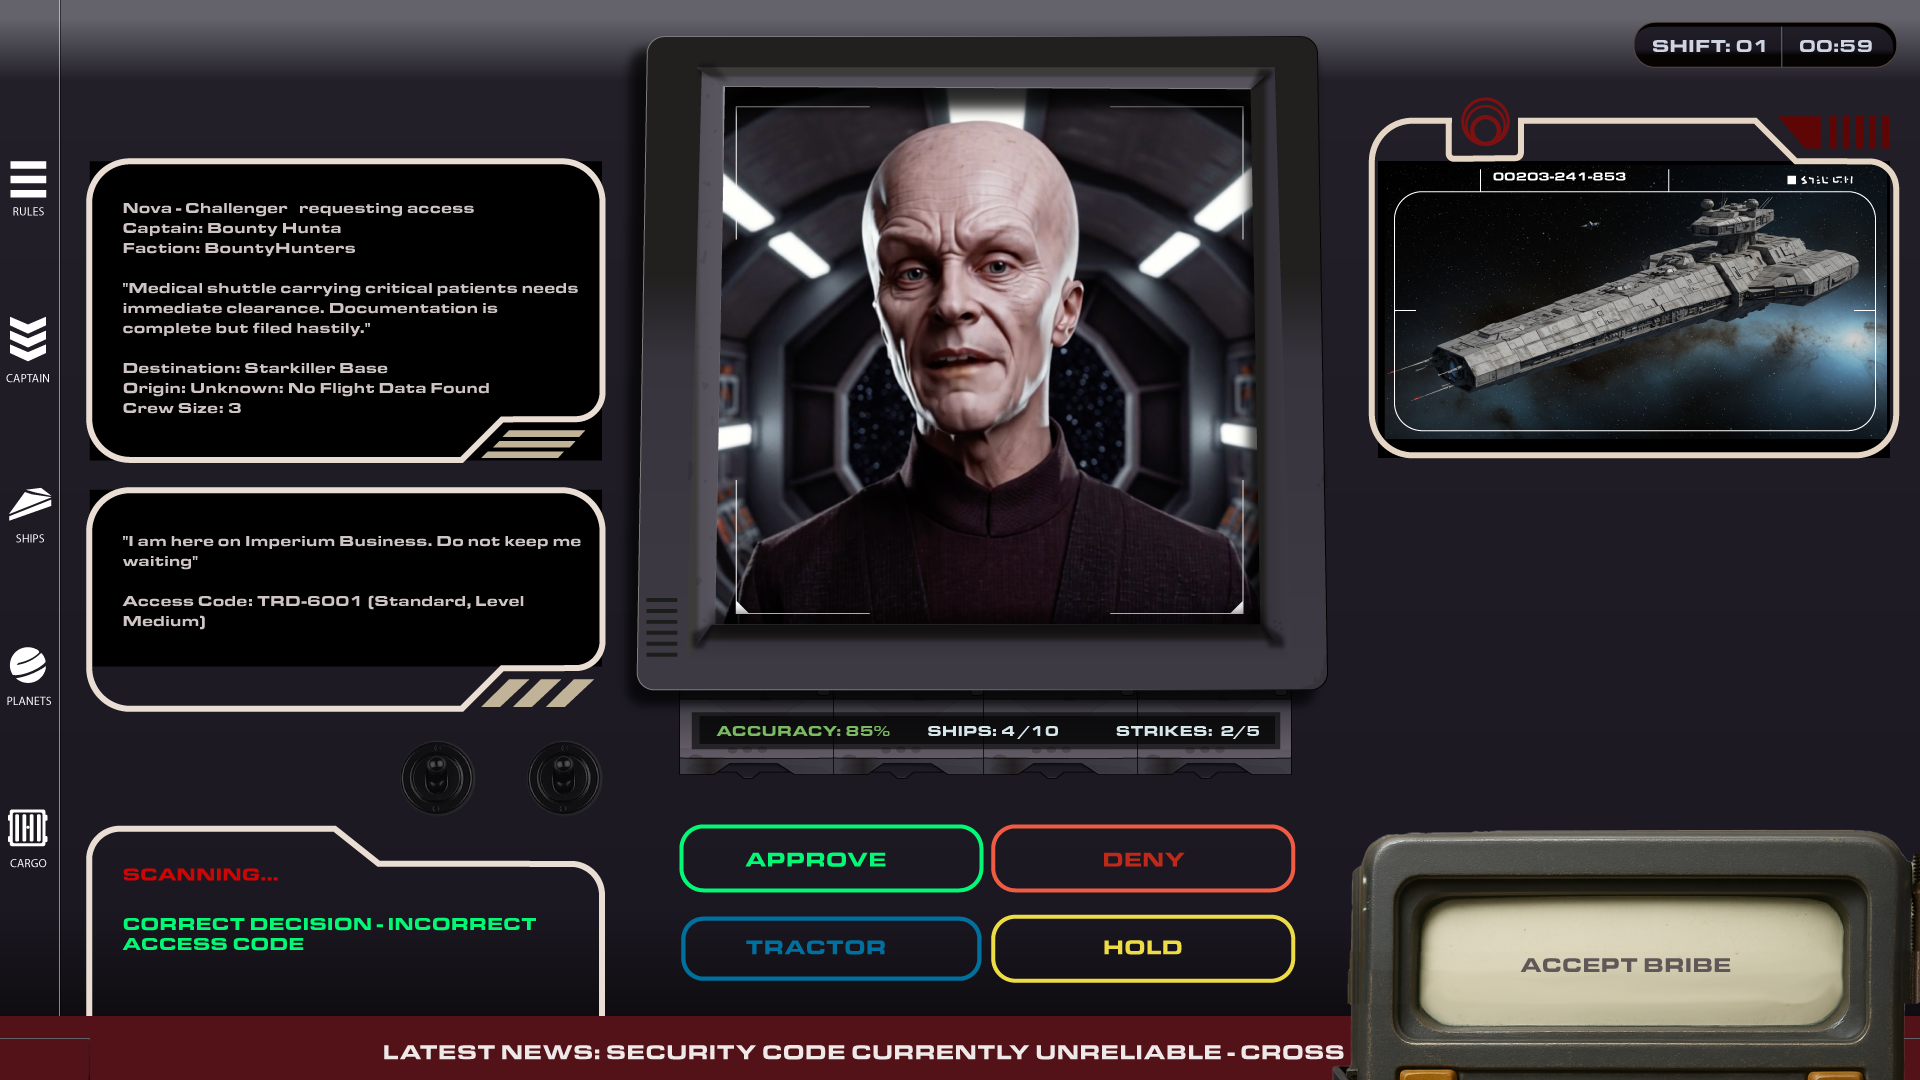 SHIFT: 01 00:59
RULES
CAPTAIN
SHIPS
PLANETS
CARGO
Nova - Challenger requesting access
Captain: Bounty Hunta
Faction: BountyHunters
"Medical shuttle carrying critical patients needs
immediate clearance. Documentation is
complete but filed hastily."
Destination: Starkiller Base
Origin: Unknown: No Flight Data Found
Crew Size: 3
"I am here on Imperium Business. Do not keep me
waiting"
Access Code: TRD-6001 (Standard, Level
Medium)
SCANNING...
CORRECT DECISION - INCORRECT
ACCESS CODE
ACCURACY: 85% SHIPS: 4/10 STRIKES: 2/5
APPROVE
DENY
TRACTOR
HOLD
00203-241-853
ACCEPT BRIBE
LATEST NEWS: SECURITY CODE CURRENTLY UNRELIABLE - CROSS